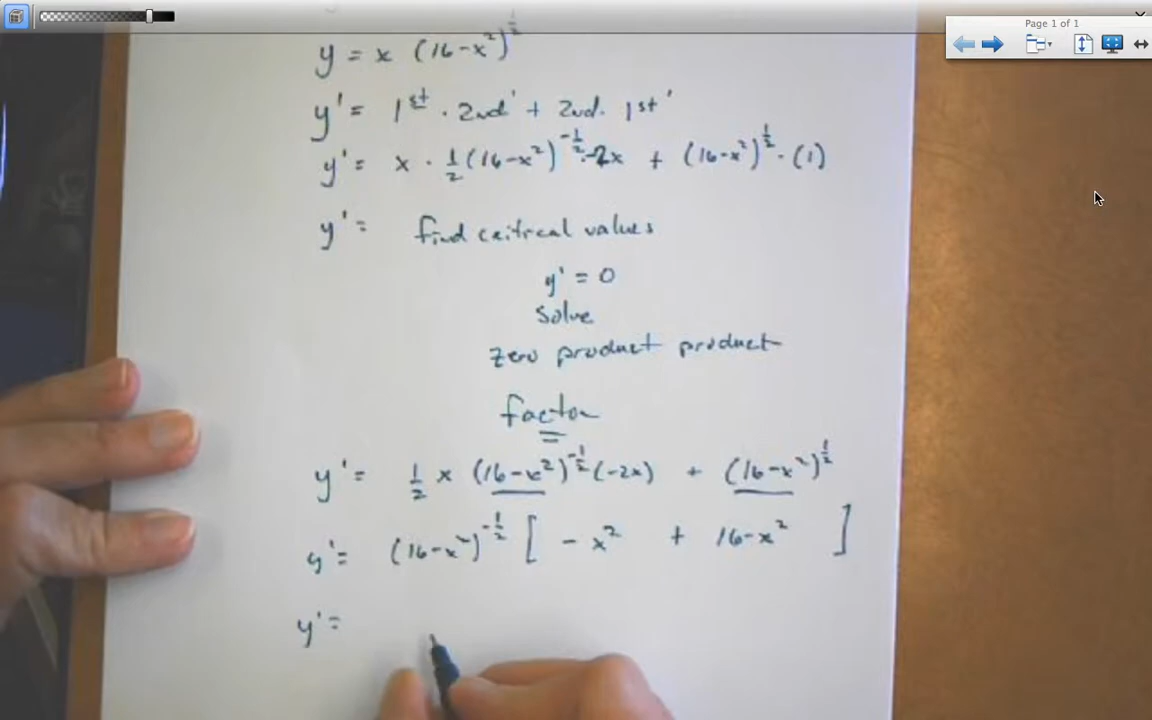 Page 1 of 1
y = x (16-x²)^½
y' = 1st · 2nd' + 2nd · 1st'
y' = x · ½(16-x²)^-½ · -2x + (16-x²)^½ · (1)
y' = find ceitreal values
y' = 0
solve
zero product product
factor
y' = ½ x (16-x²)^-½ (-2x) + (16-x²)^½
y' = (16-x²)^-½ [ - x² + 16-x² ]
y' =